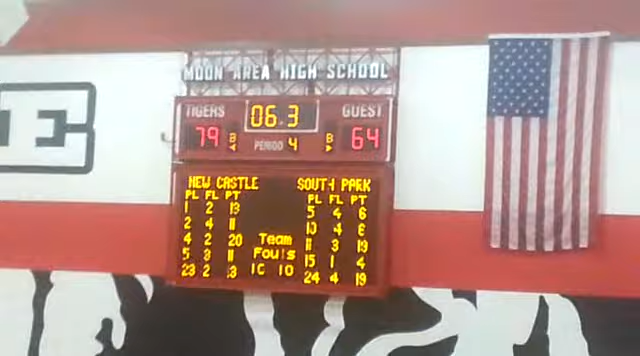 MOON AREA HIGH SCHOOL
TIGERS 06.3 GUEST
79 B PERIOD 4 B 64
NEW CASTLE SOUTH PARK
PL FL PT PL FL PT
1 2 13 5 4 6
2 4 11 10 4 6
4 2 20 Team 11 3 19
5 3 11 Fouls 15 1 4
23 2 13 10 10 24 4 19
E